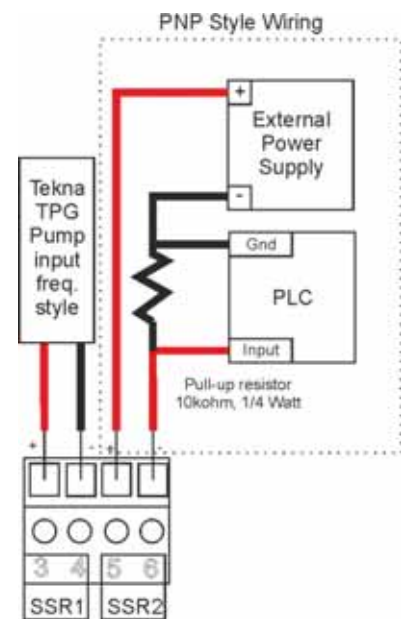 PNP Style Wiring
+
External
Power
Supply
-
Tekna
TPG
Pump
input
freq.
style
Gnd
PLC
Input
Pull-up resistor
10kohm, 1/4 Watt
+ - + -
3 4 5 6
SSR1 SSR2